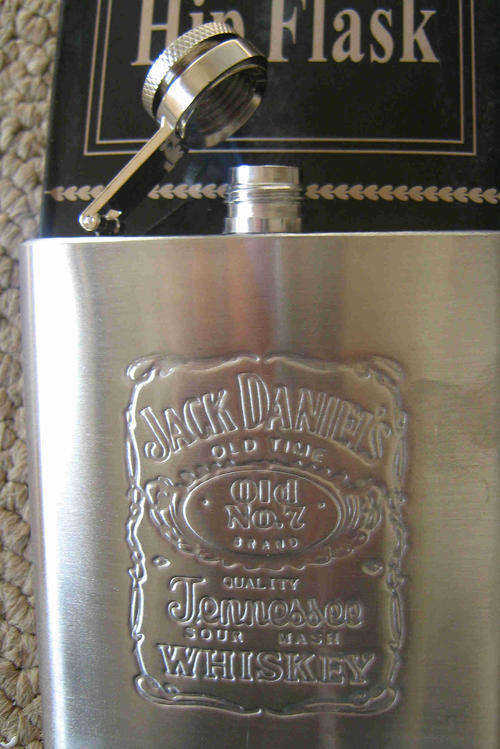 Hip Flask
JACK DANIEL'S
OLD TIME
Old
No.7
BRAND
QUALITY
Tennessee
SOUR MASH
WHISKEY